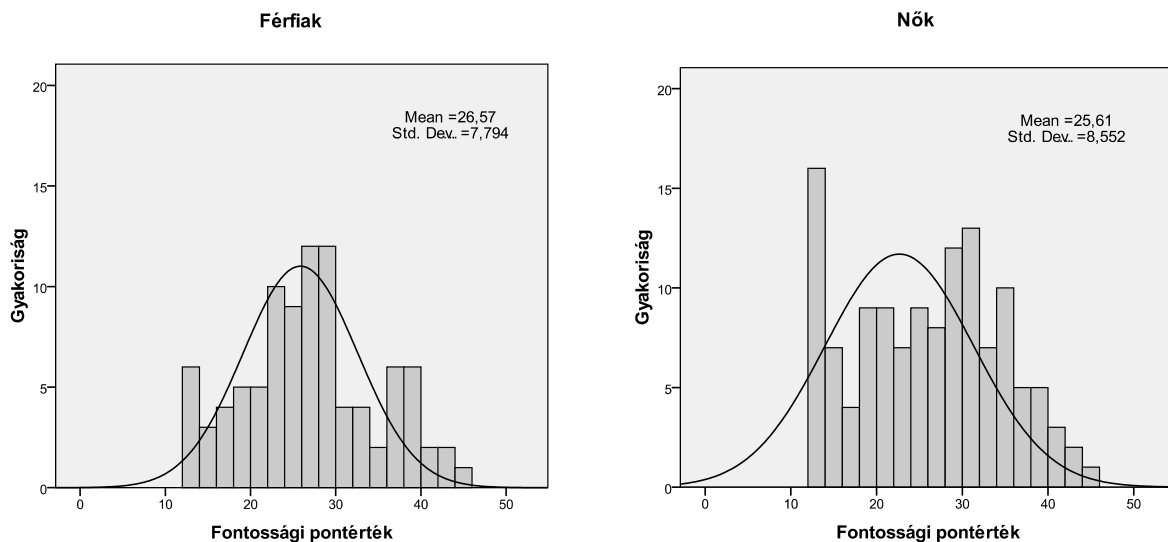 Férfiak
20
15
10
5
0
Gyakoriság
Mean =26,57
Std. Dev.. =7,794
0 10 20 30 40 50
Fontossági pontérték
Nők
20
15
10
5
0
Gyakoriság
Mean =25,61
Std. Dev.. =8,552
0 10 20 30 40 50
Fontossági pontérték